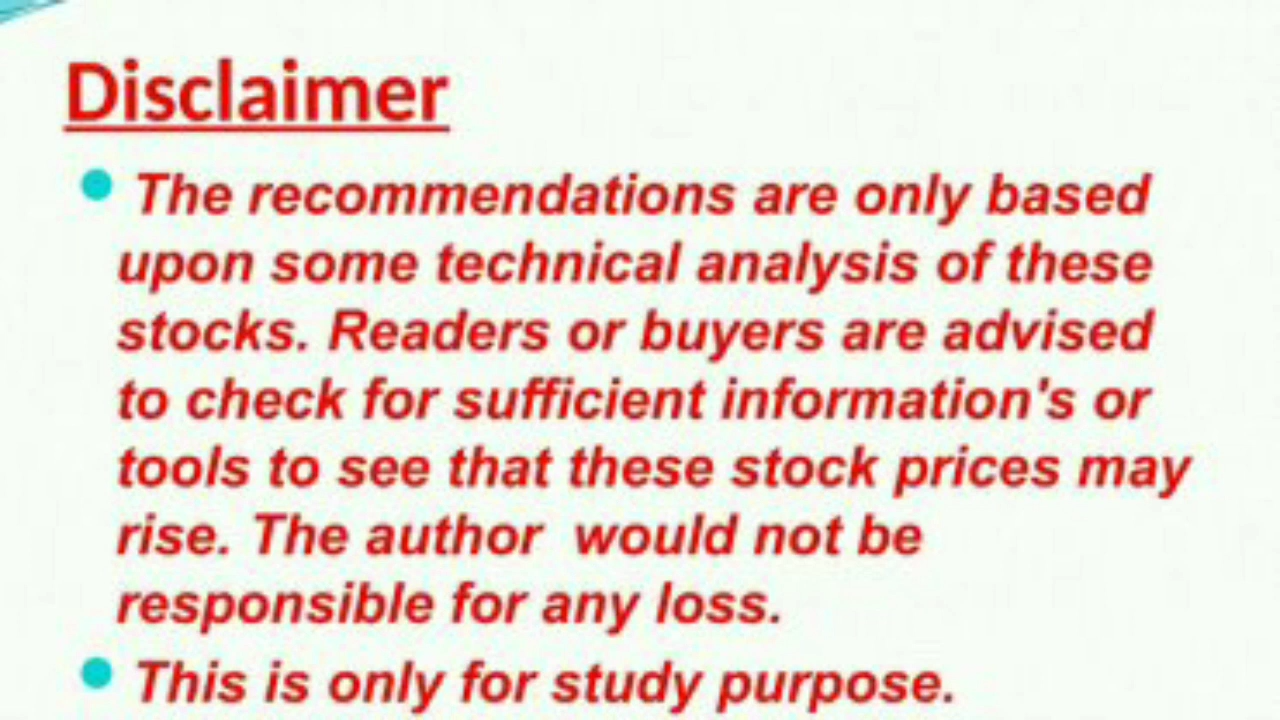 Disclaimer
The recommendations are only based
upon some technical analysis of these
stocks. Readers or buyers are advised
to check for sufficient information's or
tools to see that these stock prices may
rise. The author  would not be
responsible for any loss.
This is only for study purpose.